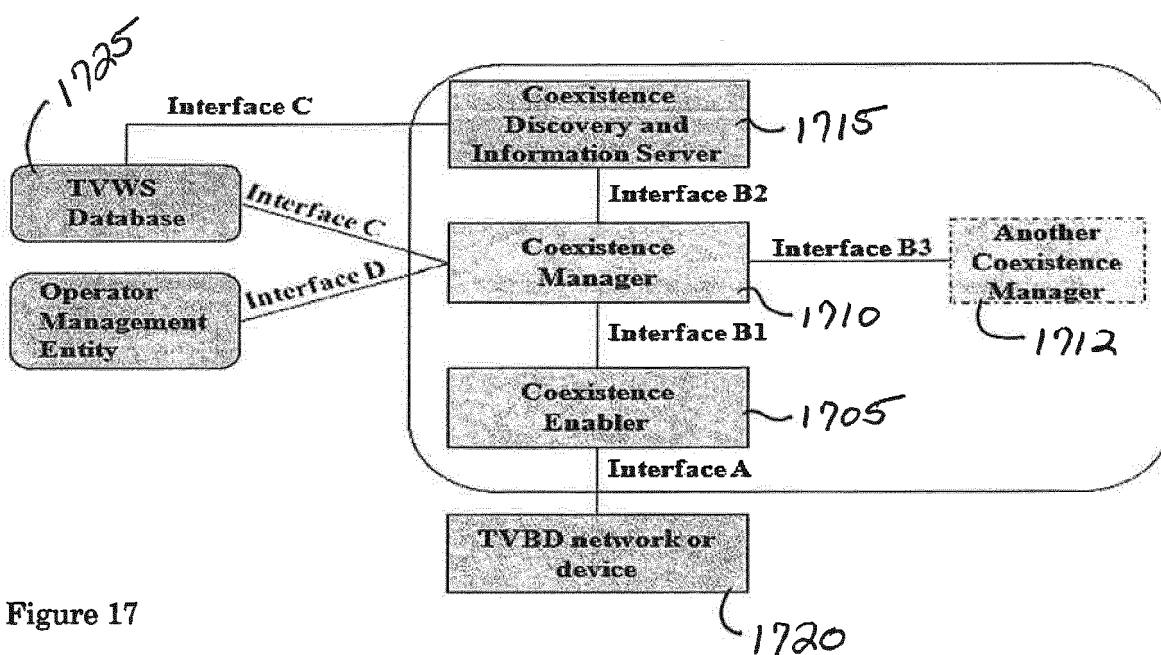 1725
Interface C
Coexistence
Discovery and
Information Server
1715
TVWS
Database
Interface C
Interface B2
Coexistence
Manager
Interface B3
Another
Coexistence
Manager
Operator
Management
Entity
Interface D
1710
1712
Interface B1
Coexistence
Enabler
1705
Interface A
TVBD network or
device
Figure 17
1720